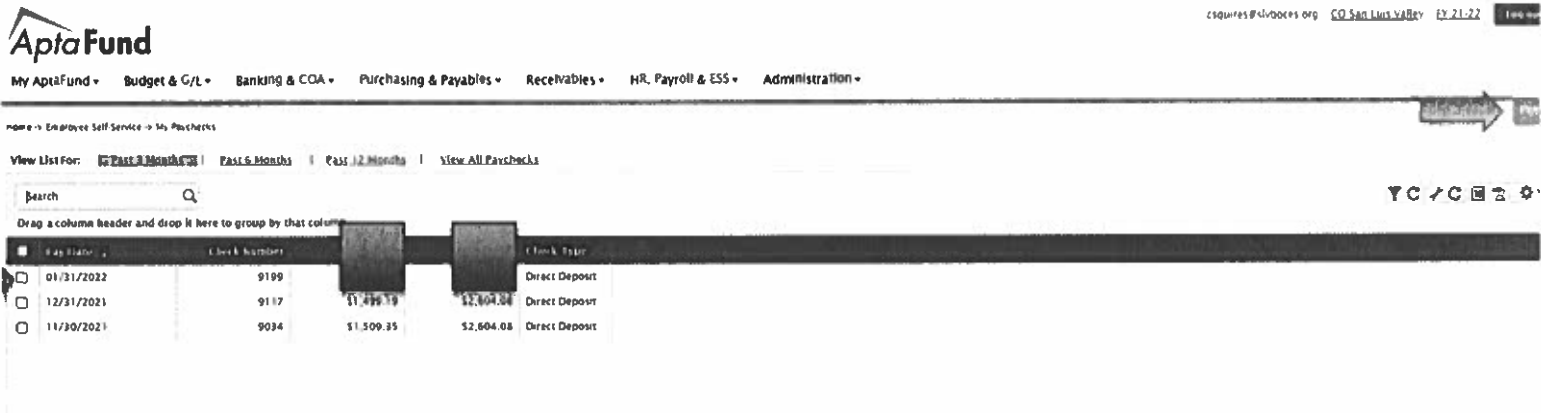 csquires@slvboces.org CO San Luis Valley FY 21-22
AptaFund
My AptaFund Budget & G/L Banking & COA Purchasing & Payables Receivables HR, Payroll & ESS Administration
Home -> Employee Self-Service -> My Paychecks
View List For: Past 3 Months | Past 6 Months | Past 12 Months | View All Paychecks
Search
Drag a column header and drop it here to group by that column
Pay Date Check Number Check Type
01/31/2022 9199 Direct Deposit
12/31/2021 9117 $1,499.19 $2,604.08 Direct Deposit
11/30/2021 9034 $1,509.35 $2,604.08 Direct Deposit